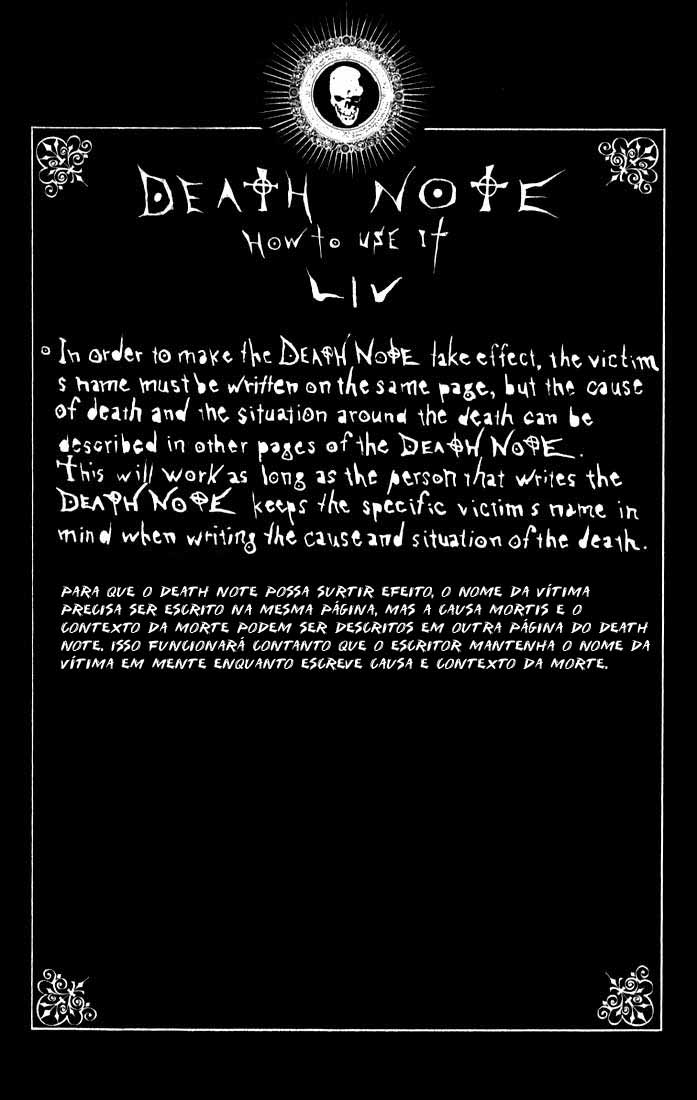 DEATH NOTE
HOW to USE It
LIV
In order to make the DEATH NOTE take effect, the victim
s name must be written on the same page, but the cause
of death and the situation around the death can be
described in other pages of the DEATH NOTE.
This will work as long as the person that writes the
DEATH NOTE keeps the specific victim s name in
mind when writing the cause and situation of the death.
PARA QUE O DEATH NOTE POSSA SURTIR EFEITO, O NOME DA VÍTIMA
PRECISA SER ESCRITO NA MESMA PÁGINA, MAS A CAUSA MORTIS E O
CONTEXTO DA MORTE PODEM SER DESCRITOS EM OUTRA PÁGINA DO DEATH
NOTE. ISSO FUNCIONARÁ CONTANTO QUE O ESCRITOR MANTENHA O NOME DA
VÍTIMA EM MENTE ENQUANTO ESCREVE CAUSA E CONTEXTO DA MORTE.